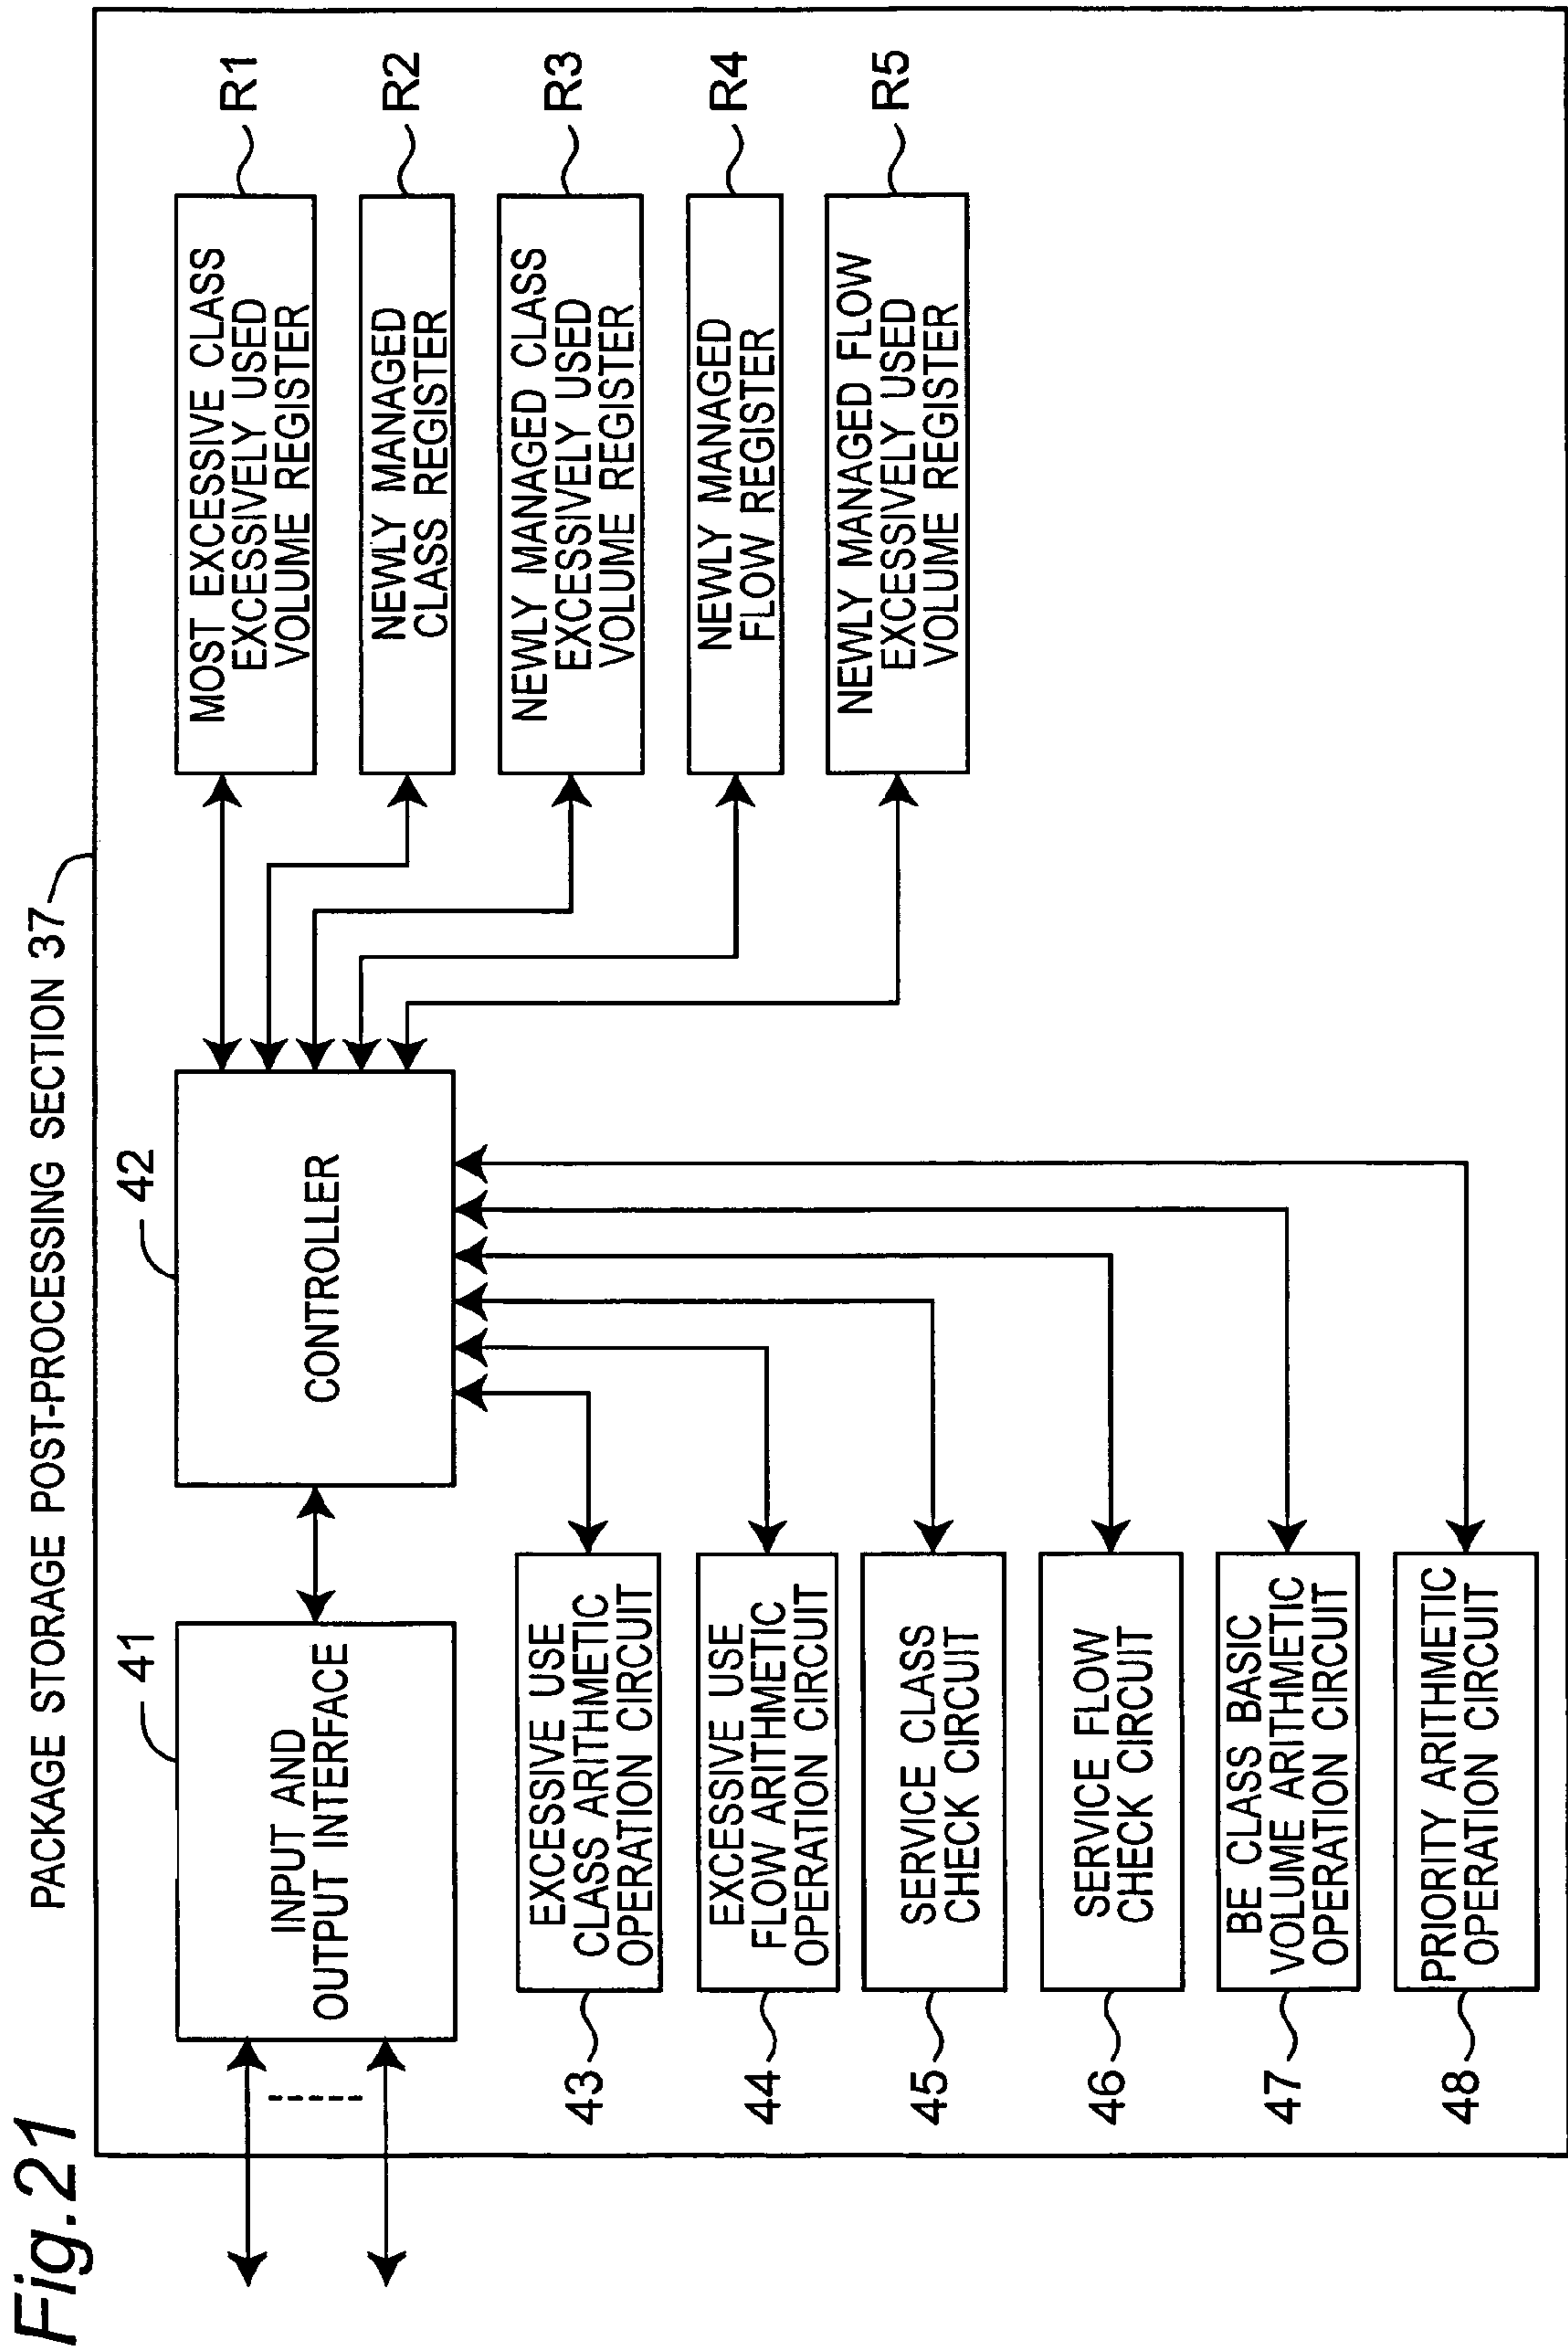 Fig.21
PACKAGE STORAGE POST-PROCESSING SECTION 37
41
INPUT AND
OUTPUT INTERFACE
42
CONTROLLER
MOST EXCESSIVE CLASS
EXCESSIVELY USED
VOLUME REGISTER
R1
NEWLY MANAGED
CLASS REGISTER
R2
NEWLY MANAGED CLASS
EXCESSIVELY USED
VOLUME REGISTER
R3
NEWLY MANAGED
FLOW REGISTER
R4
NEWLY MANAGED FLOW
EXCESSIVELY USED
VOLUME REGISTER
R5
43
EXCESSIVE USE
CLASS ARITHMETIC
OPERATION CIRCUIT
44
EXCESSIVE USE
FLOW ARITHMETIC
OPERATION CIRCUIT
45
SERVICE CLASS
CHECK CIRCUIT
46
SERVICE FLOW
CHECK CIRCUIT
47
BE CLASS BASIC
VOLUME ARITHMETIC
OPERATION CIRCUIT
48
PRIORITY ARITHMETIC
OPERATION CIRCUIT